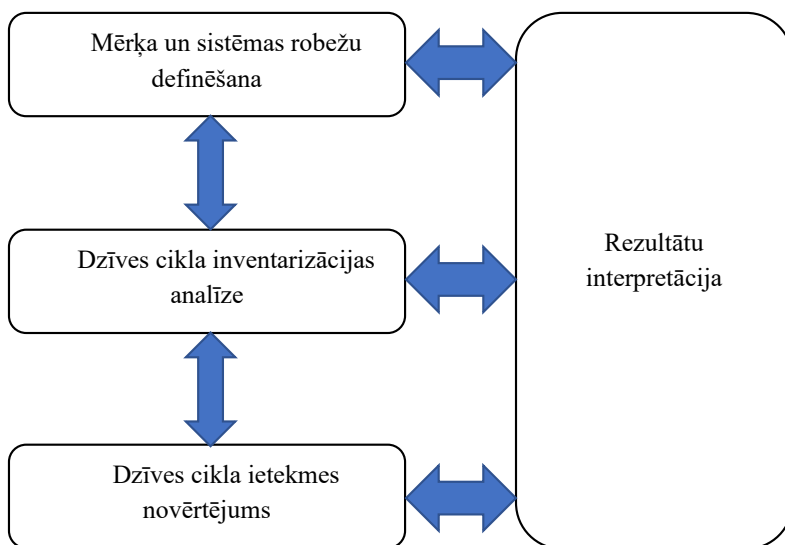 Mērķa un sistēmas robežu
definēšana
Dzīves cikla inventarizācijas
analīze
Rezultātu
interpretācija
Dzīves cikla ietekmes
novērtējums